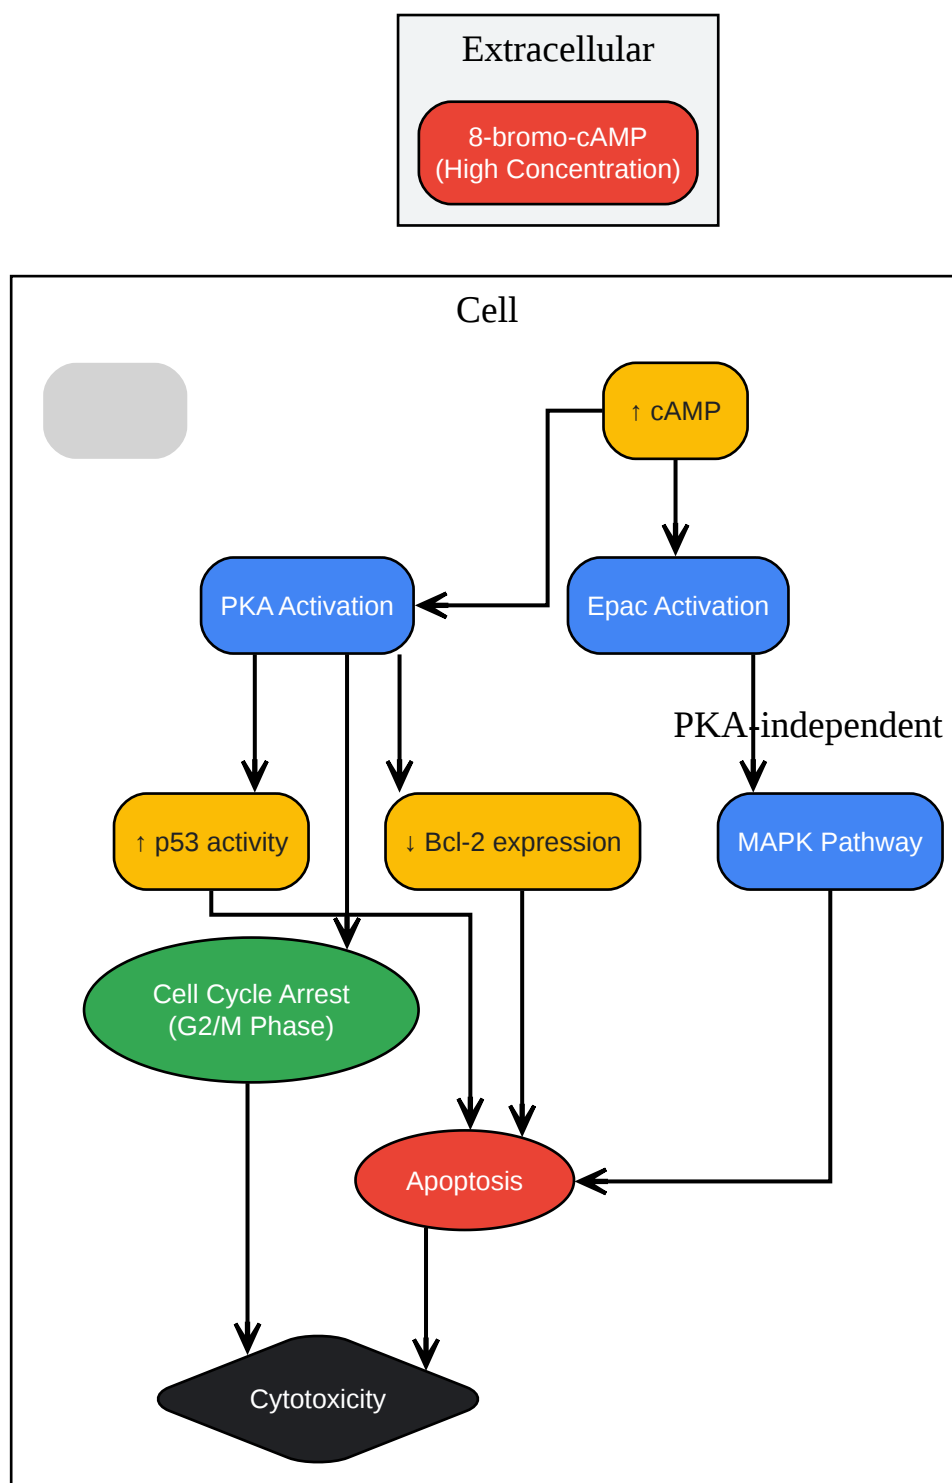 Extracellular
8-bromo-cAMP
(High Concentration)
Cell
↑ cAMP
PKA Activation
Epac Activation
PKA-independent
↑ p53 activity
↓ Bcl-2 expression
MAPK Pathway
Cell Cycle Arrest
(G2/M Phase)
Apoptosis
Cytotoxicity